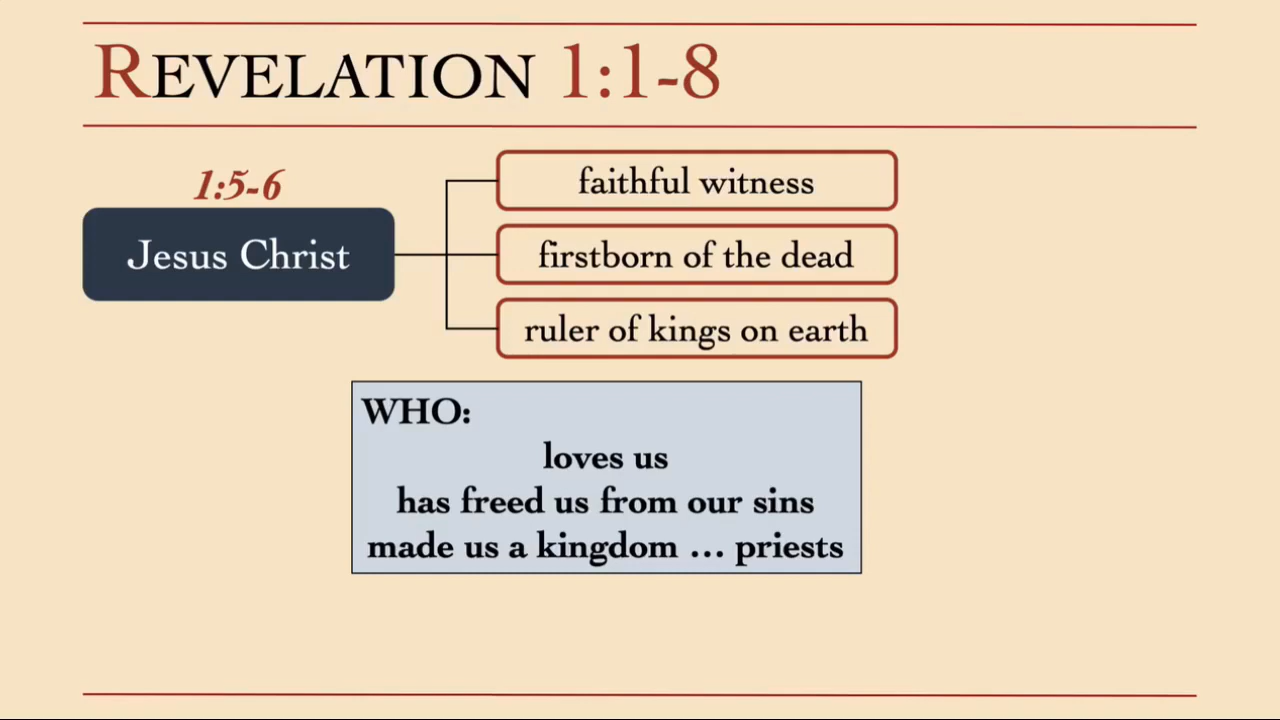 REVELATION 1:1-8
1:5-6
Jesus Christ
faithful witness
firstborn of the dead
ruler of kings on earth
WHO:
loves us
has freed us from our sins
made us a kingdom … priests